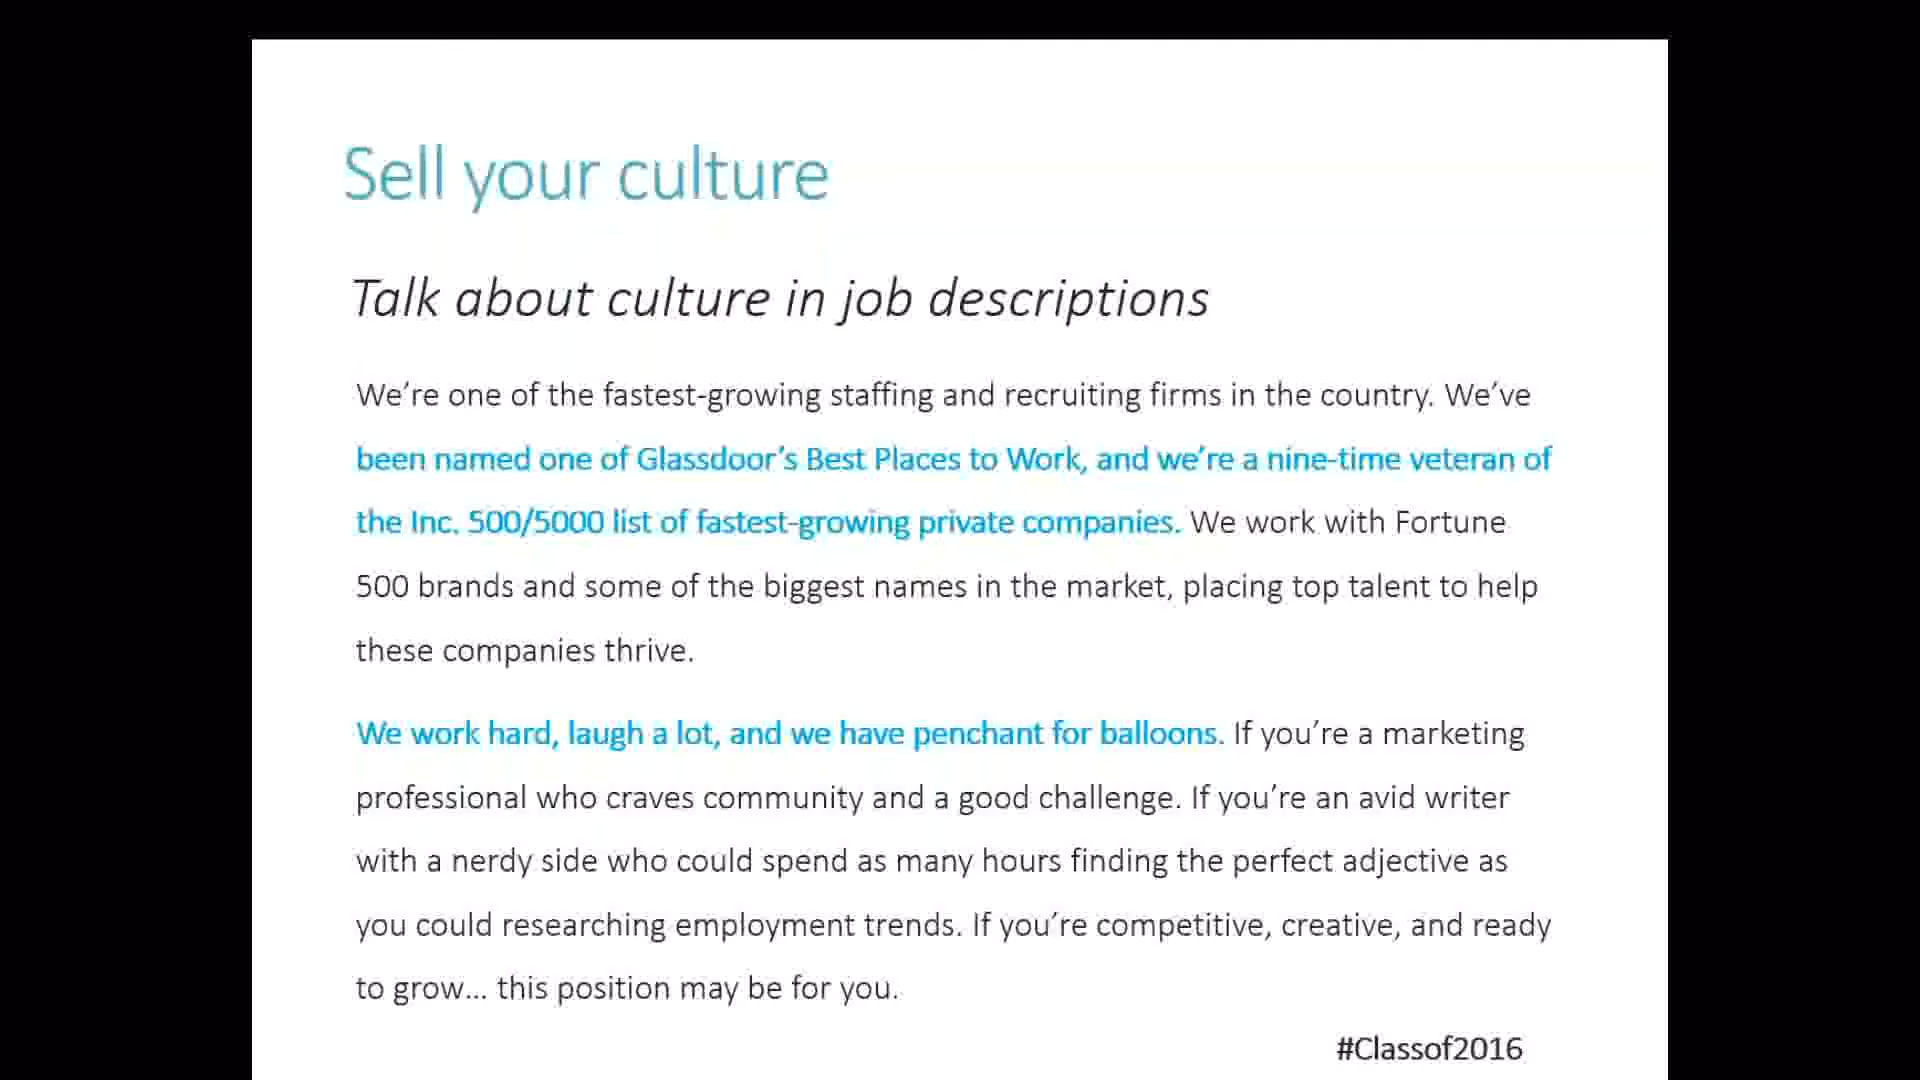 Sell your culture
Talk about culture in job descriptions
We’re one of the fastest-growing staffing and recruiting firms in the country. We’ve
been named one of Glassdoor’s Best Places to Work, and we’re a nine-time veteran of
the Inc. 500/5000 list of fastest-growing private companies. We work with Fortune
500 brands and some of the biggest names in the market, placing top talent to help
these companies thrive.
We work hard, laugh a lot, and we have penchant for balloons. If you’re a marketing
professional who craves community and a good challenge. If you’re an avid writer
with a nerdy side who could spend as many hours finding the perfect adjective as
you could researching employment trends. If you’re competitive, creative, and ready
to grow… this position may be for you.
#Classof2016